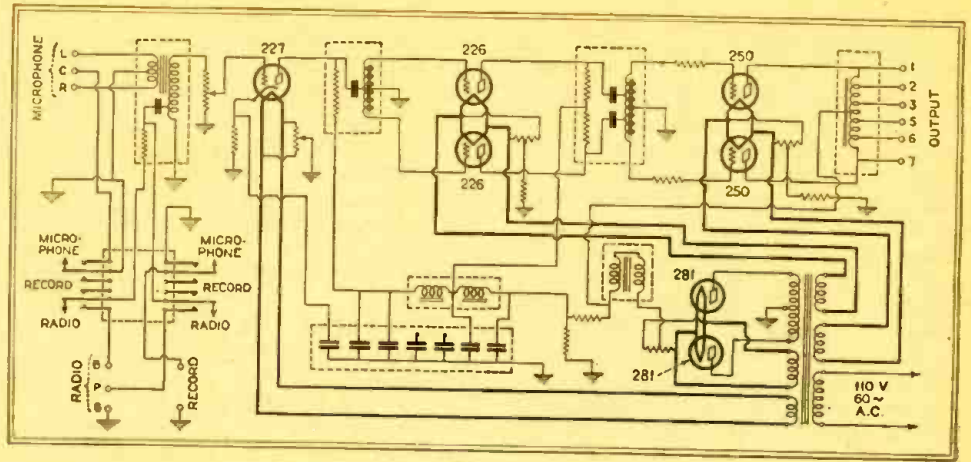 MICROPHONE
L
C
R
227
226
226
250
250
1
2
3
5
6
7
OUTPUT
MICRO-
PHONE
RECORD
RADIO
MICRO-
PHONE
RECORD
RADIO
RADIO
P
RECORD
281
281
110 V
60~
A.C.